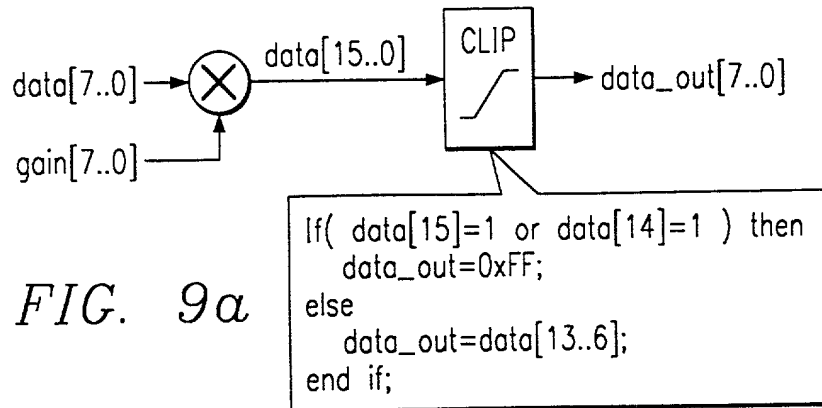 data[7..0]
gain[7..0]
data[15..0]
CLIP
data_out[7..0]
If( data[15]=1 or data[14]=1 ) then
data_out=0xFF;
else
data_out=data[13..6];
end if;
FIG. 9a